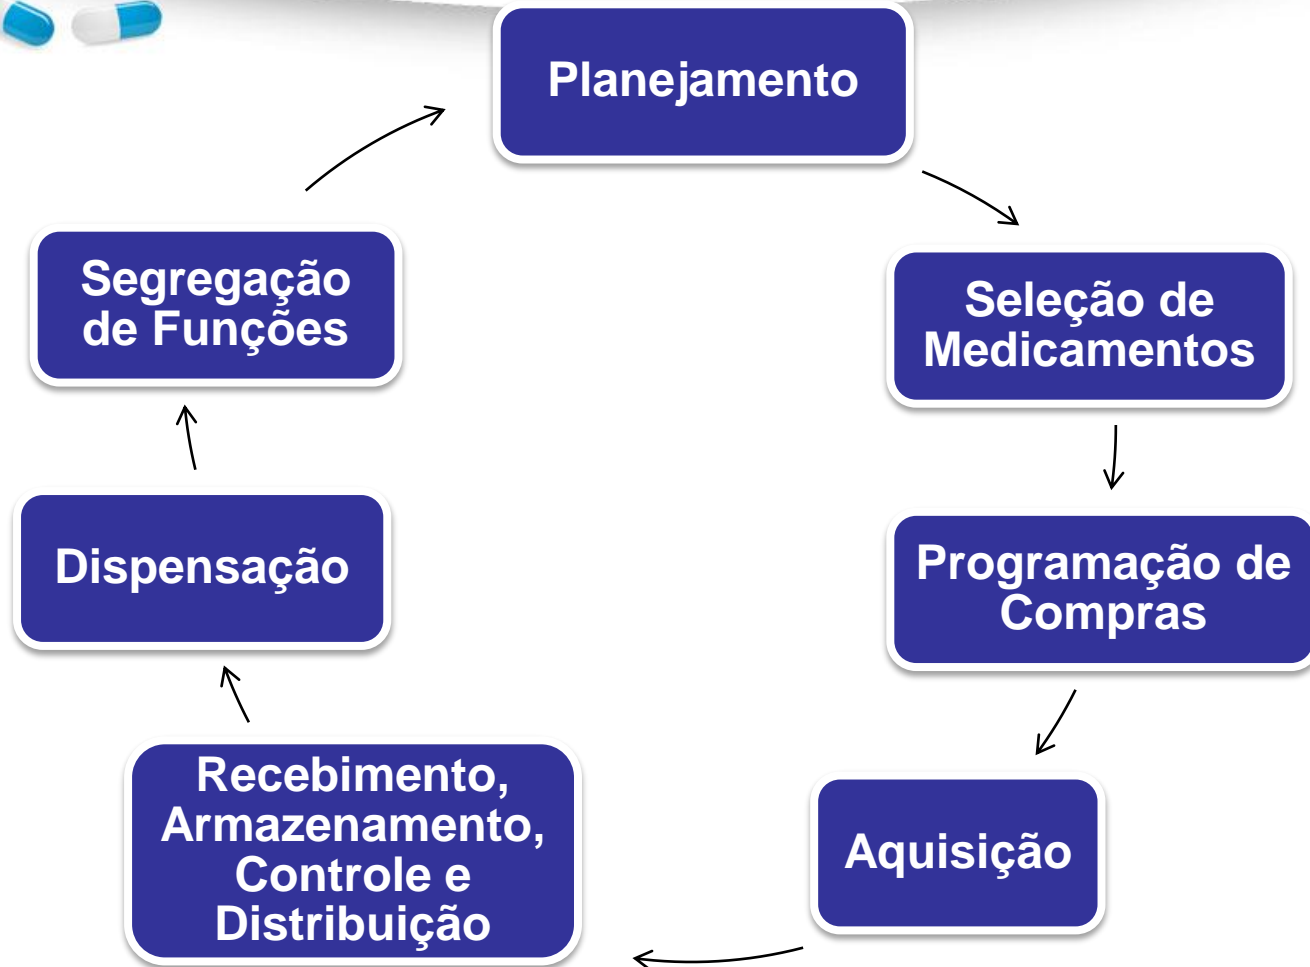 Planejamento
Seleção de
Medicamentos
Programação de
Compras
Aquisição
Recebimento,
Armazenamento,
Controle e
Distribuição
Dispensação
Segregação
de Funções